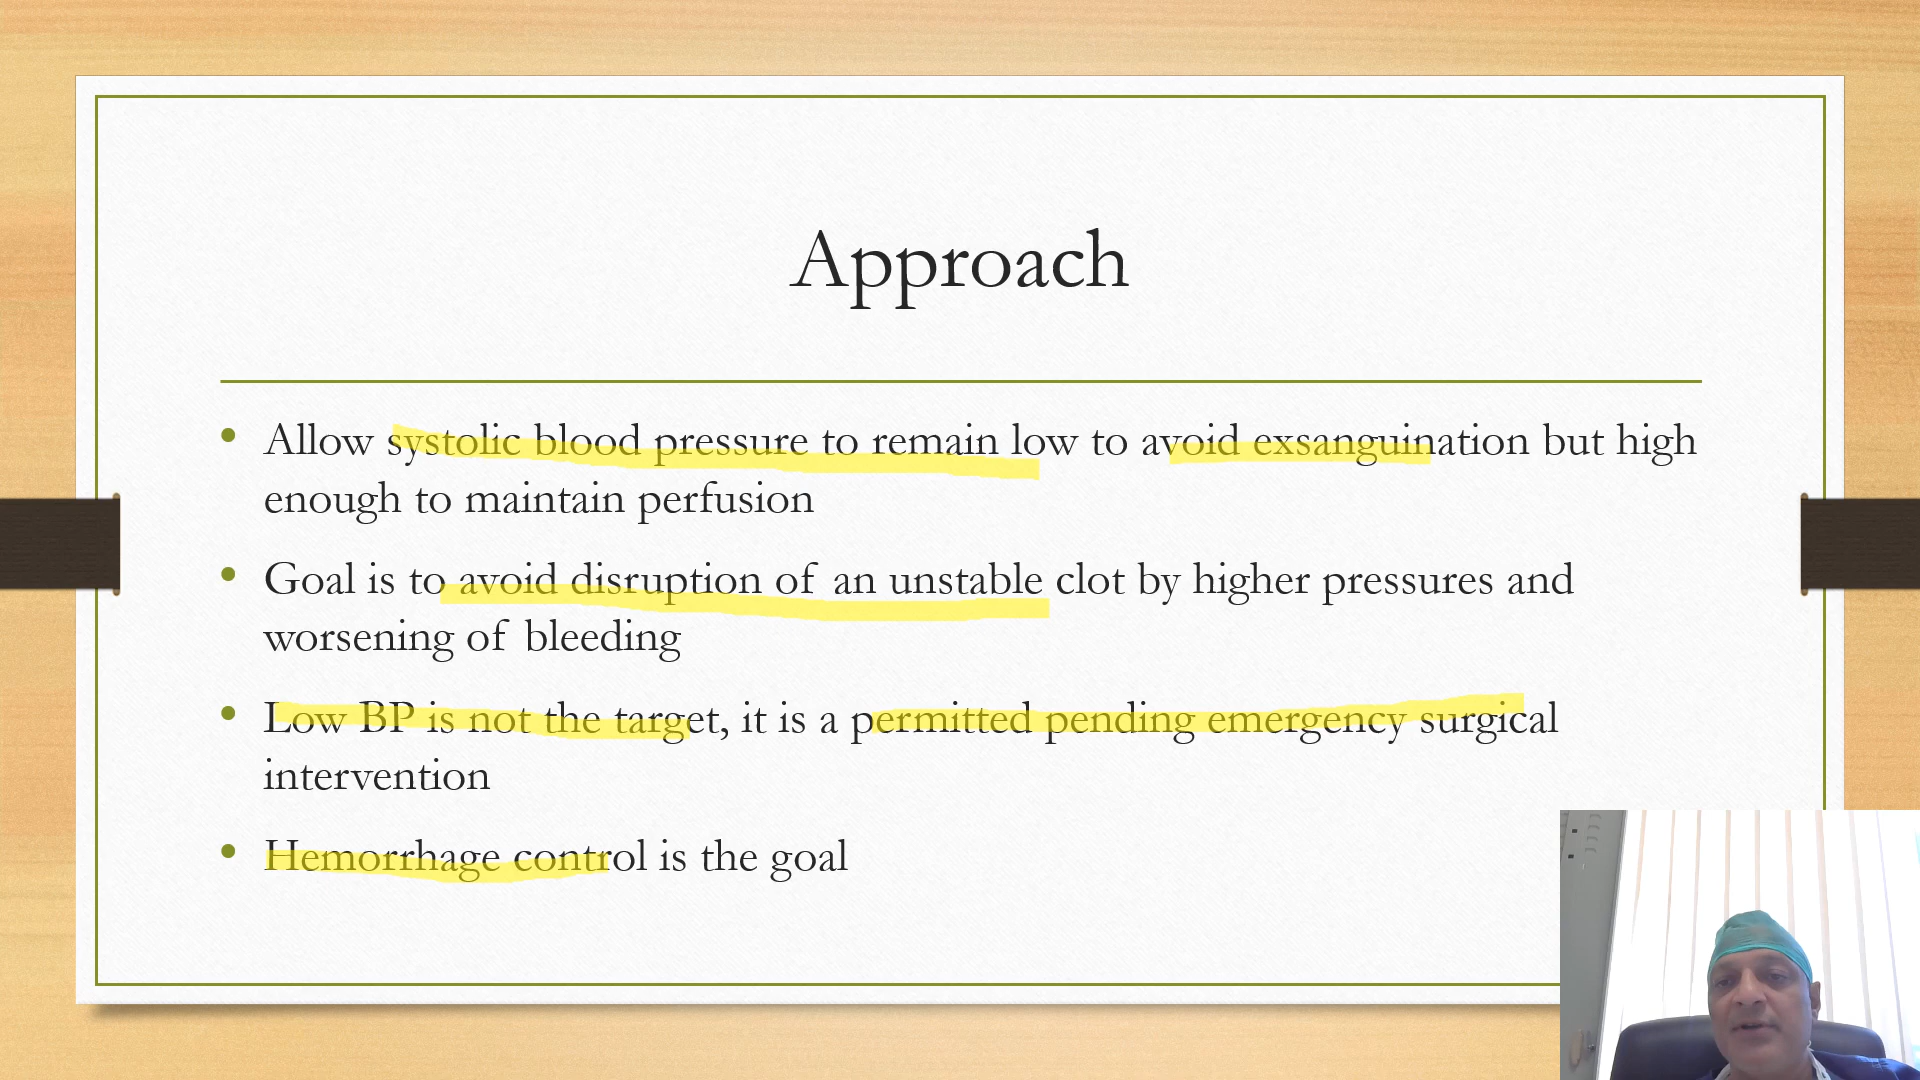 Approach
• Allow systolic blood pressure to remain low to avoid exsanguination but high
enough to maintain perfusion
• Goal is to avoid disruption of an unstable clot by higher pressures and
worsening of bleeding
• Low BP is not the target, it is a permitted pending emergency surgical
intervention
• Hemorrhage control is the goal